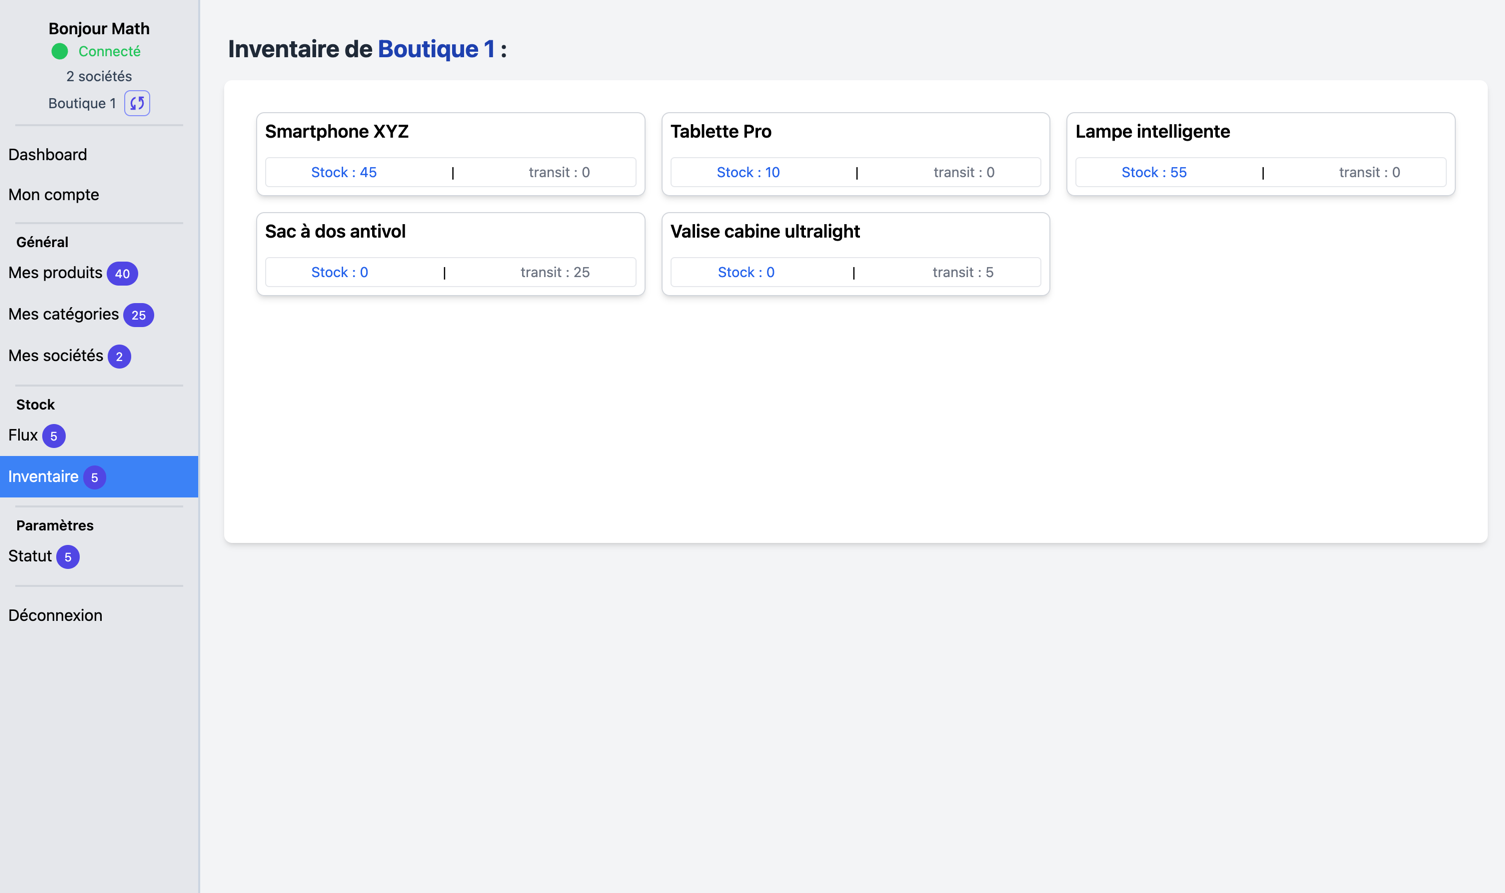 Bonjour Math
Connecté
2 sociétés
Boutique 1
Dashboard
Mon compte
Général
Mes produits 40
Mes catégories 25
Mes sociétés 2
Stock
Flux 5
Inventaire 5
Paramètres
Statut 5
Déconnexion
Inventaire de Boutique 1 :
Smartphone XYZ
Stock : 45 | transit : 0
Tablette Pro
Stock : 10 | transit : 0
Lampe intelligente
Stock : 55 | transit : 0
Sac à dos antivol
Stock : 0 | transit : 25
Valise cabine ultralight
Stock : 0 | transit : 5